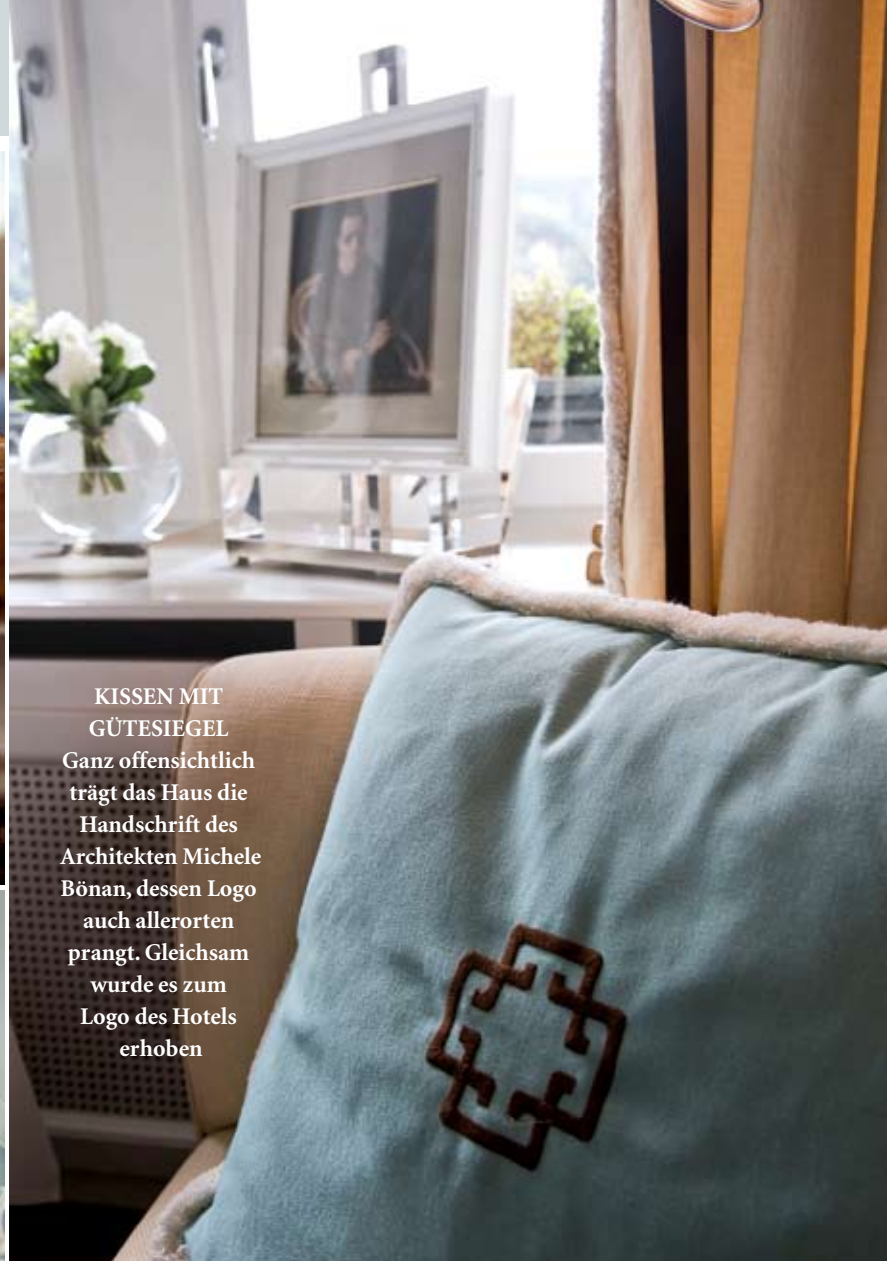 KISSEN MIT
GÜTESIEGEL
Ganz offensichtlich
trägt das Haus die
Handschrift des
Architekten Michele
Bönan, dessen Logo
auch allerorten
prangt. Gleichsam
wurde es zum
Logo des Hotels
erhoben